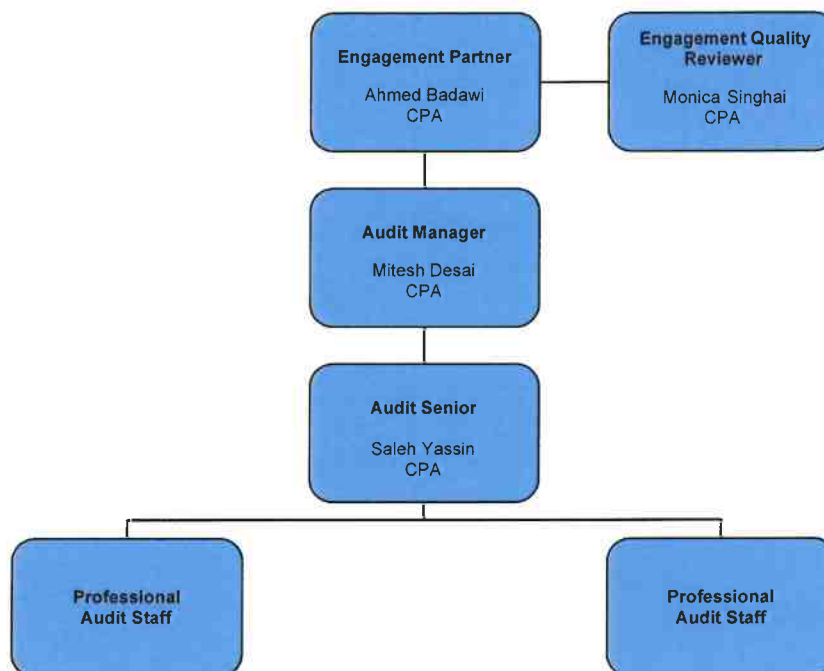 Engagement Partner
Ahmed Badawi
CPA
Engagement Quality
Reviewer
Monica Singhai
CPA
Audit Manager
Mitesh Desai
CPA
Audit Senior
Saleh Yassin
CPA
Professional
Audit Staff
Professional
Audit Staff